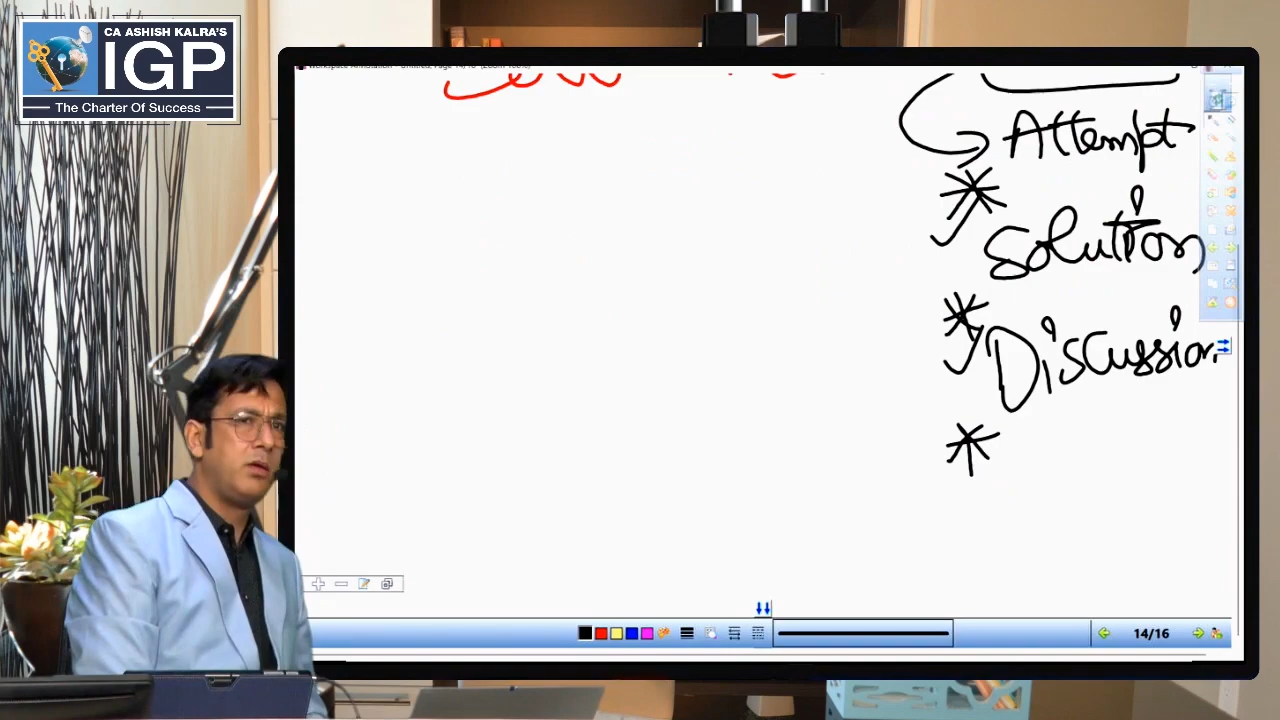 CA ASHISH KALRA'S
IGP
The Charter Of Success
Attempt
* Solution
* Discussion
*
14/16